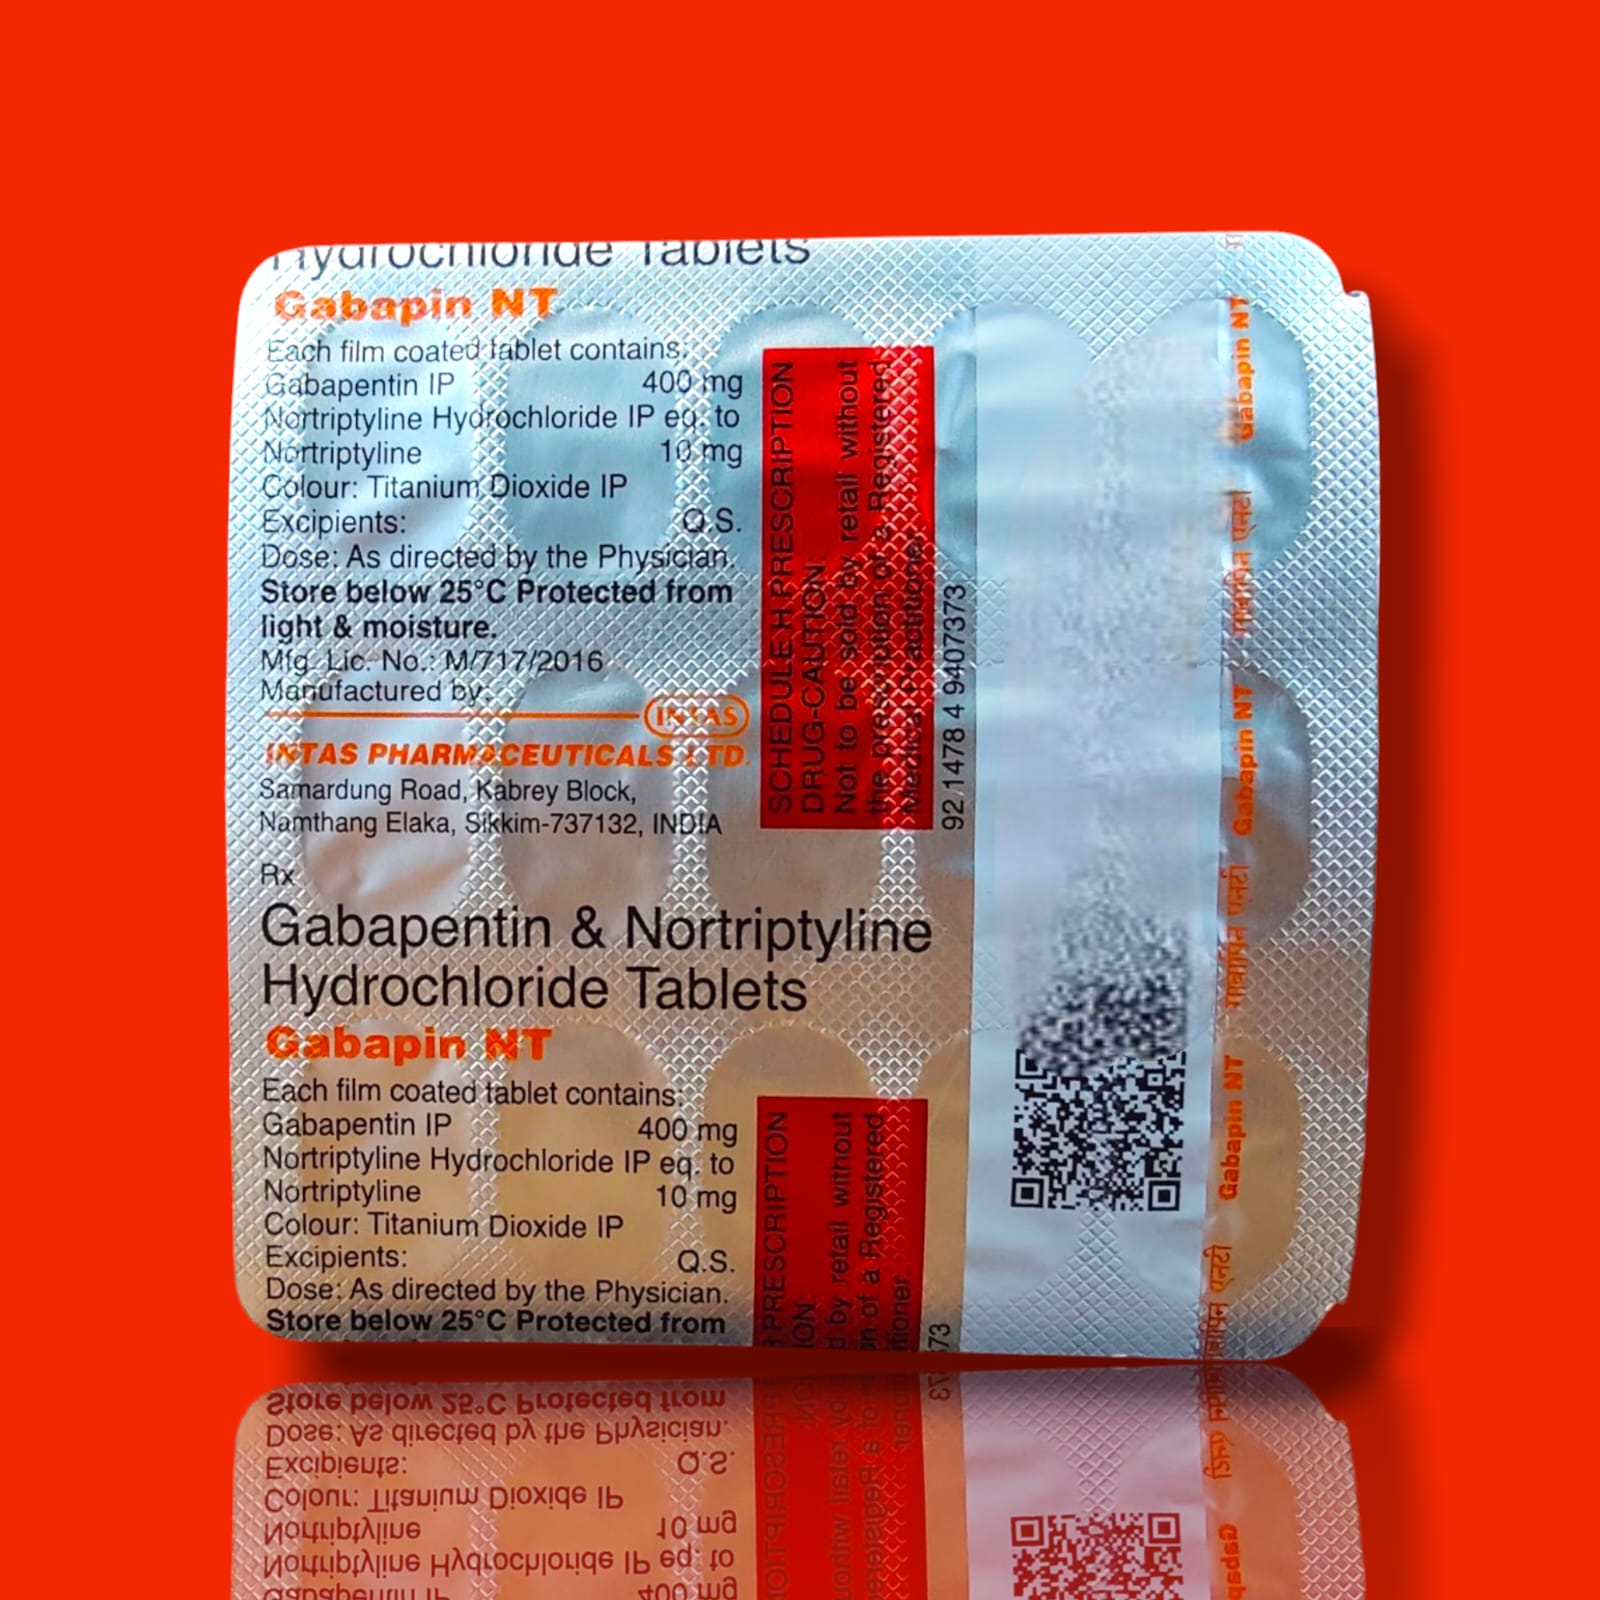 Hydrochloride Tablets
Gabapin NT
Each film coated tablet contains:
Gabapentin IP 400 mg
Nortriptyline Hydrochloride IP eq. to
Nortriptyline 10 mg
Colour: Titanium Dioxide IP
Excipients: Q.S.
Dose: As directed by the Physician.
Store below 25°C Protected from
light & moisture.
Mfg. Lic. No.: M/717/2016
Manufactured by:
INTAS
INTAS PHARMACEUTICALS LTD.
Samardung Road, Kabrey Block,
Namthang Elaka, Sikkim-737132, INDIA
SCHEDULE H PRESCRIPTION
DRUG-CAUTION:
Not to be sold by retail without
the prescription of a Registered
Medical practitioner
92 1478 4 9407373
Rx
Gabapentin & Nortriptyline
Hydrochloride Tablets
Gabapin NT
Each film coated tablet contains:
Gabapentin IP 400 mg
Nortriptyline Hydrochloride IP eq. to
Nortriptyline 10 mg
Colour: Titanium Dioxide IP
Excipients: Q.S.
Dose: As directed by the Physician.
Store below 25°C Protected from
PRESCRIPTION
by retail without
of a Registered
73
Gabapin NT
गाबापिन एनटी
Gabapin NT
Gabapin NT
गाबापिन एनटी
Gabapin NT
गाबापिन एनटी